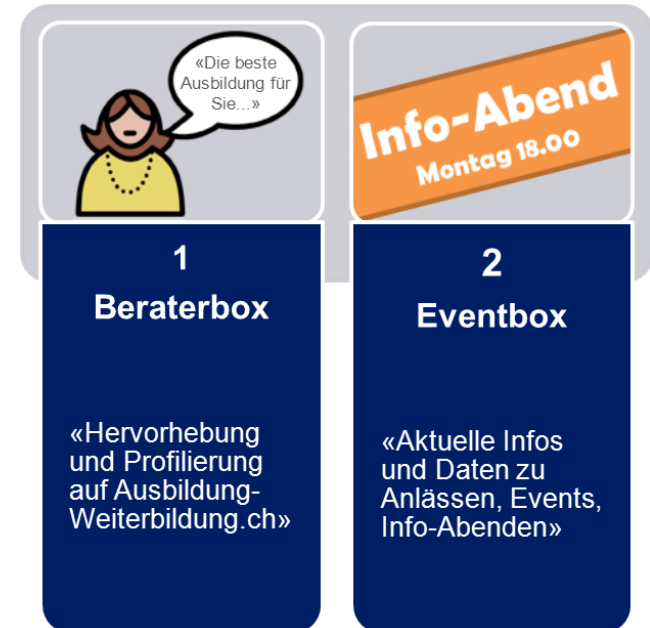 «Die beste
Ausbildung für
Sie...»
Info-Abend
Montag 18.00
1
Beraterbox
«Hervorhebung
und Profilierung
auf Ausbildung-
Weiterbildung.ch»
2
Eventbox
«Aktuelle Infos
und Daten zu
Anlässen, Events,
Info-Abenden»